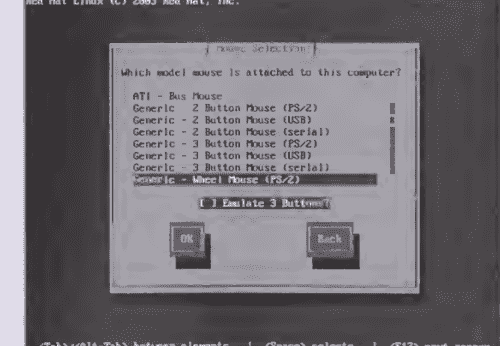 Red Hat Linux (C) 2003 Red Hat, Inc.
Mouse Selection
Which model mouse is attached to this computer?
ATI - Bus Mouse
Generic - 2 Button Mouse (PS/2)
Generic - 2 Button Mouse (USB)
Generic - 2 Button Mouse (serial)
Generic - 3 Button Mouse (PS/2)
Generic - 3 Button Mouse (USB)
Generic - 3 Button Mouse (serial)
Generic - Wheel Mouse (PS/2)
[ ] Emulate 3 Buttons?
OK
Back
<Tab>/<Alt-Tab> between elements | <Space> selects | <F12> next screen